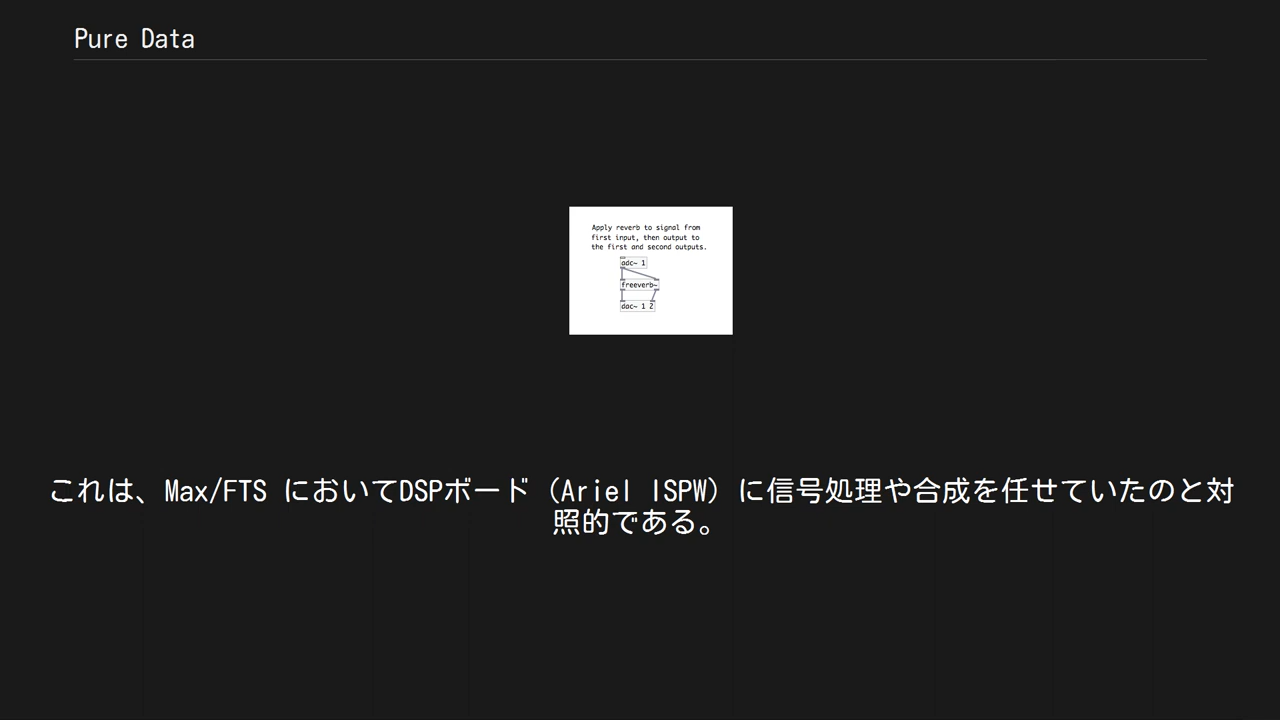 Pure Data
Apply reverb to signal from
first input, then output to
the first and second outputs.
adc~ 1
freeverb~
dac~ 1 2
これは、Max/FTS においてDSPボード（Ariel ISPW）に信号処理や合成を任せていたのと対
照的である。